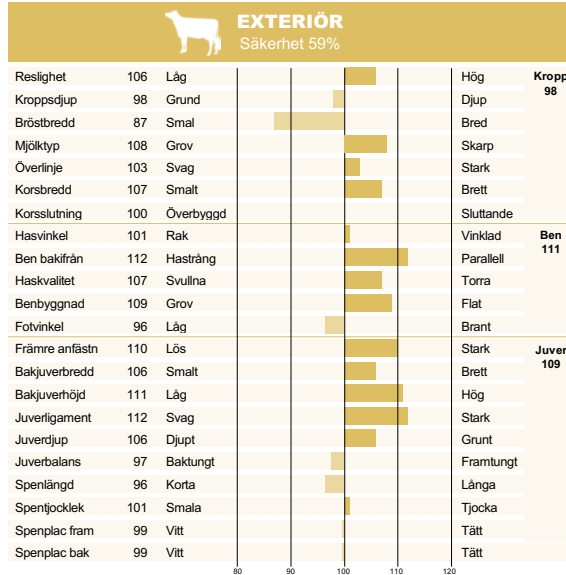 EXTERIÖR
Säkerhet 59%
Reslighet 106 Låg Hög Kropp
Kroppsdjup 98 Grund Djup 98
Bröstbredd 87 Smal Bred
Mjölktyp 108 Grov Skarp
Överlinje 103 Svag Stark
Korsbredd 107 Smalt Brett
Korsslutning 100 Överbyggd Sluttande
Hasvinkel 101 Rak Vinklad Ben
Ben bakifrån 112 Hastrång Parallell 111
Haskvalitet 107 Svullna Torra
Benbyggnad 109 Grov Flat
Fotvinkel 96 Låg Brant
Främre anfästn 110 Lös Stark Juver
Bakjuverbredd 106 Smalt Brett 109
Bakjuverhöjd 111 Låg Hög
Juverligament 112 Svag Stark
Juverdjup 106 Djupt Grunt
Juverbalans 97 Baktungt Framtungt
Spenlängd 96 Korta Långa
Spentjocklek 101 Smala Tjocka
Spenplac fram 99 Vitt Tätt
Spenplac bak 99 Vitt Tätt
80 90 100 110 120